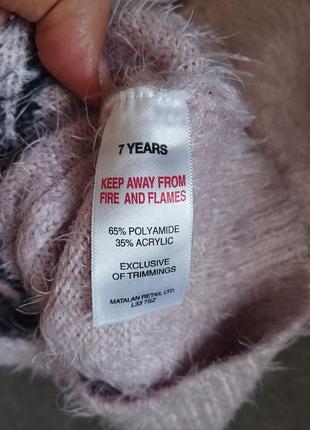 7 YEARS
KEEP AWAY FROM
FIRE AND FLAMES
65% POLYAMIDE
35% ACRYLIC
EXCLUSIVE
OF TRIMMINGS
MATALAN RETAIL LTD.
L33 7SZ